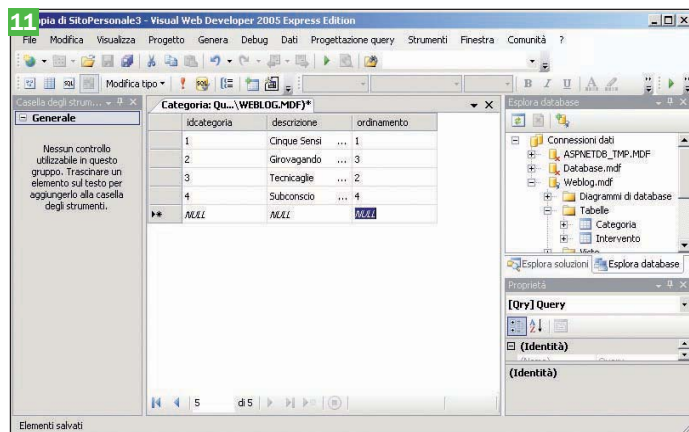 11
pia di SitoPersonale3 - Visual Web Developer 2005 Express Edition
File Modifica Visualizza Progetto Genera Debug Dati Progettazione query Strumenti Finestra Comunità ?
SQL Modifica tipo
B I U A
Casella degli strum...
Generale
Nessun controllo
utilizzabile in questo
gruppo. Trascinare un
elemento sul testo per
aggiungerlo alla casella
degli strumenti.
Categoria: Qu...\WEBLOG.MDF)*
idcategoria descrizione ordinamento
1 Cinque Sensi ... 1
2 Girovagando ... 3
3 Tecnicaglie ... 2
4 Subconscio ... 4
NULL NULL NULL
5 di 5
Esplora database
Connessioni dati
ASPNETDB_TMP.MDF
Database.mdf
Weblog.mdf
Diagrammi di database
Tabelle
Categoria
Intervento
Viste
Esplora soluzioni Esplora database
Proprietà
[Qry] Query
(Identità)
(Identità)
Elementi salvati